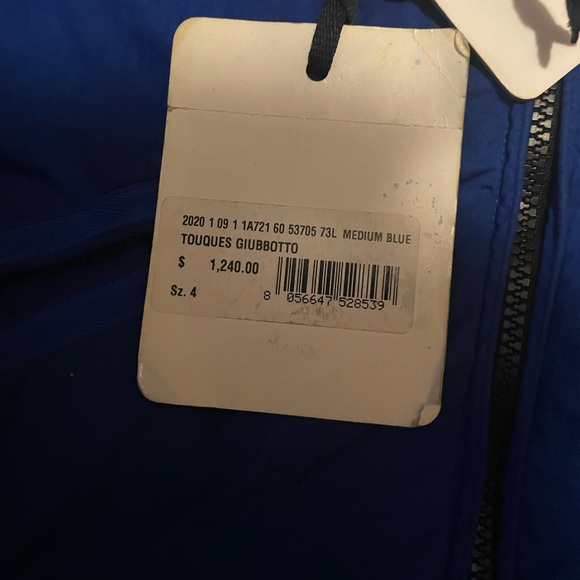 2020 1 09 1 1A721 60 53705 73L MEDIUM BLUE
TOUQUES GIUBBOTTO
$ 1,240.00
Sz. 4
8 056647 528539